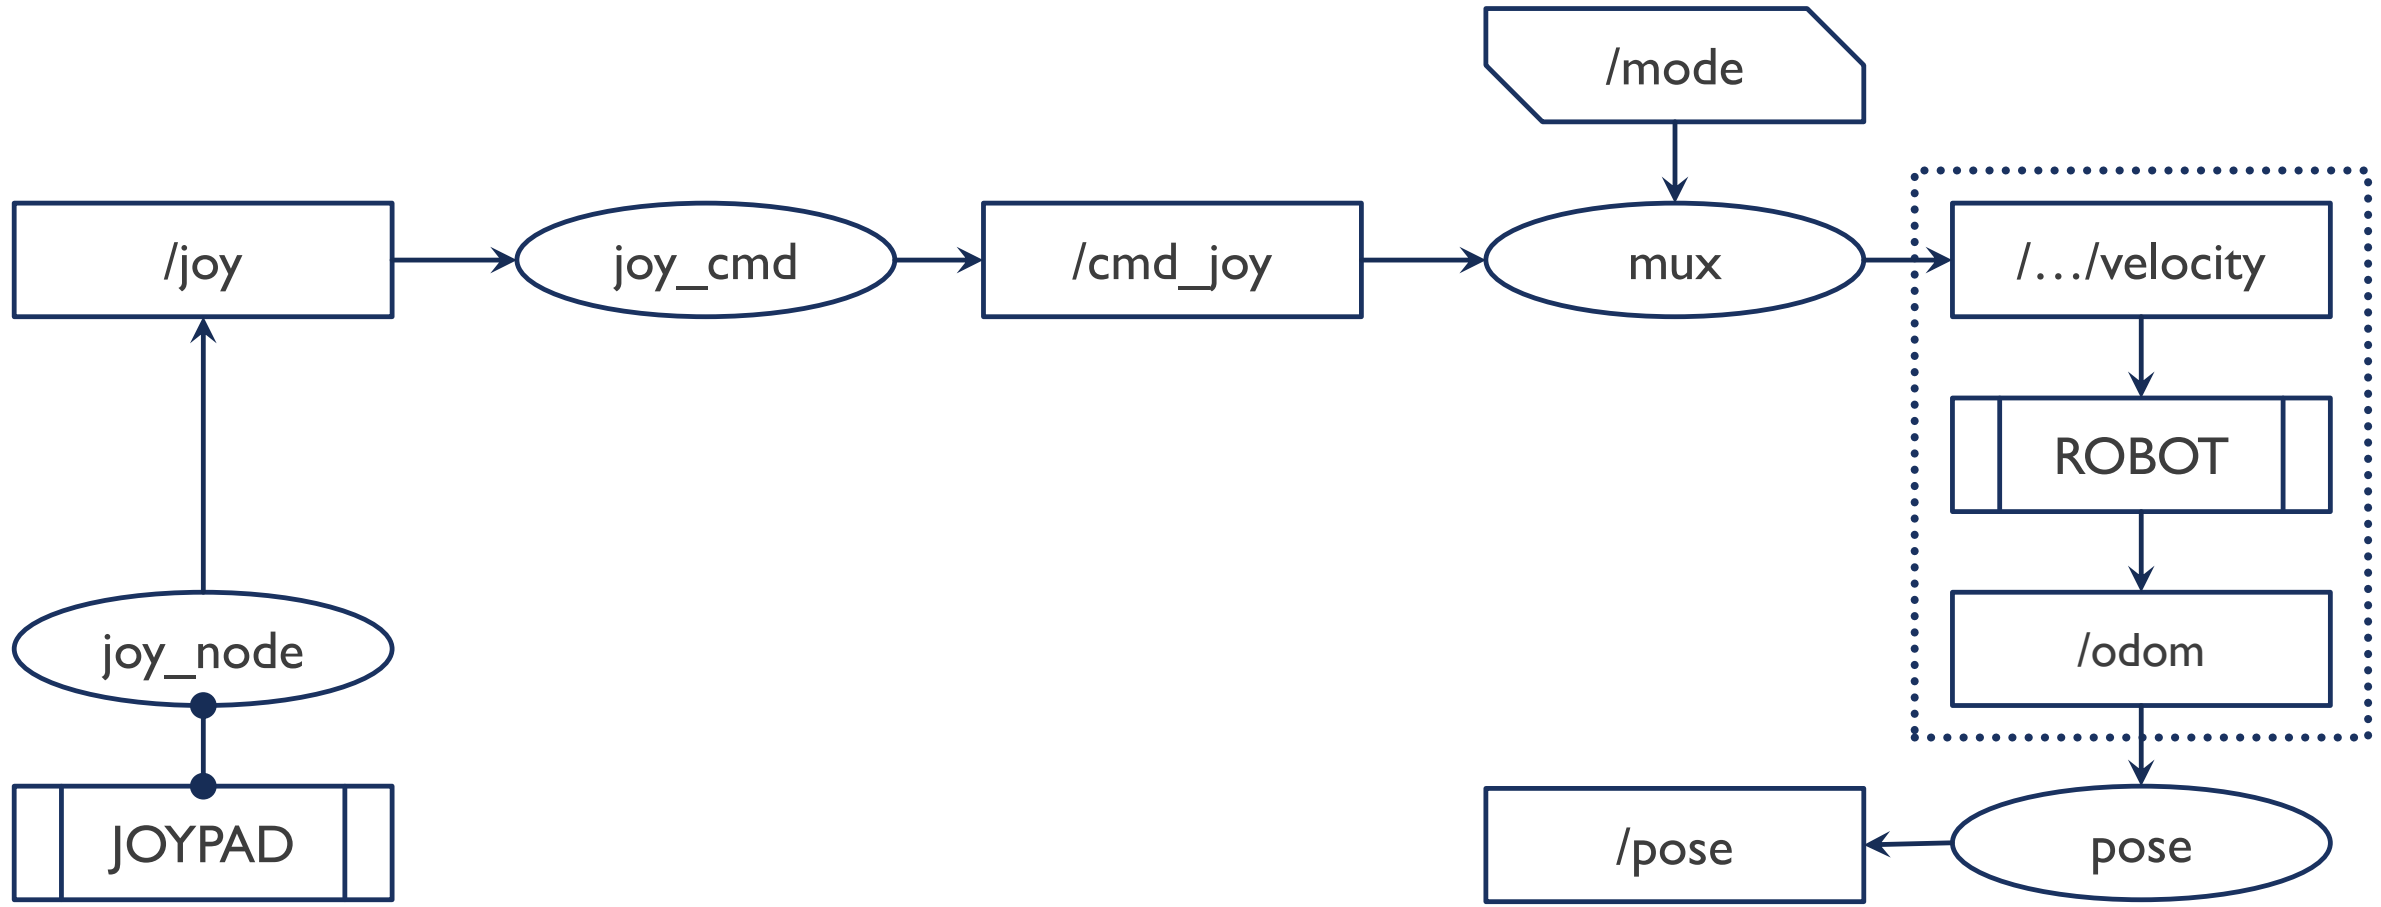 /mode
/joy
joy_cmd
/cmd_joy
mux
/…/velocity
ROBOT
joy_node
/odom
JOYPAD
/pose
pose